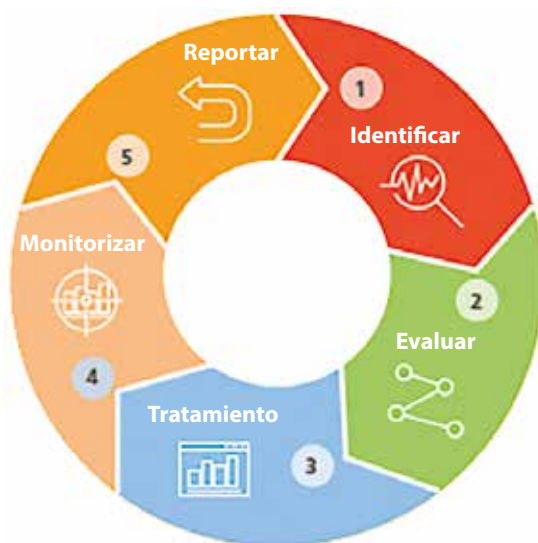 1
Identificar
2
Evaluar
3
Tratamiento
4
Monitorizar
5
Reportar